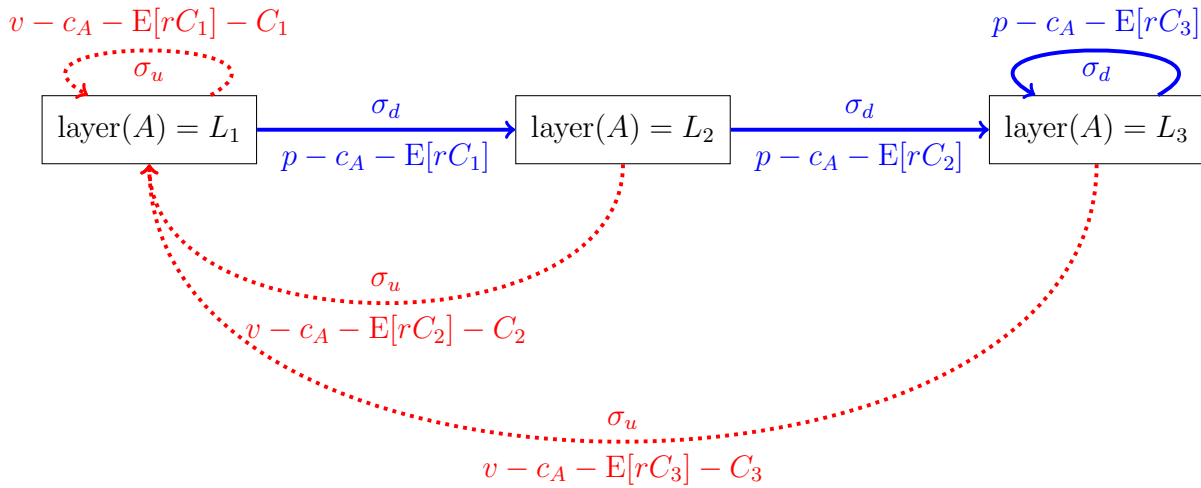 v − c_A − E[rC_1] − C_1
p − c_A − E[rC_3]
σ_u
σ_d
σ_d
σ_d
layer(A) = L_1
layer(A) = L_2
layer(A) = L_3
p − c_A − E[rC_1]
p − c_A − E[rC_2]
σ_u
v − c_A − E[rC_2] − C_2
σ_u
v − c_A − E[rC_3] − C_3